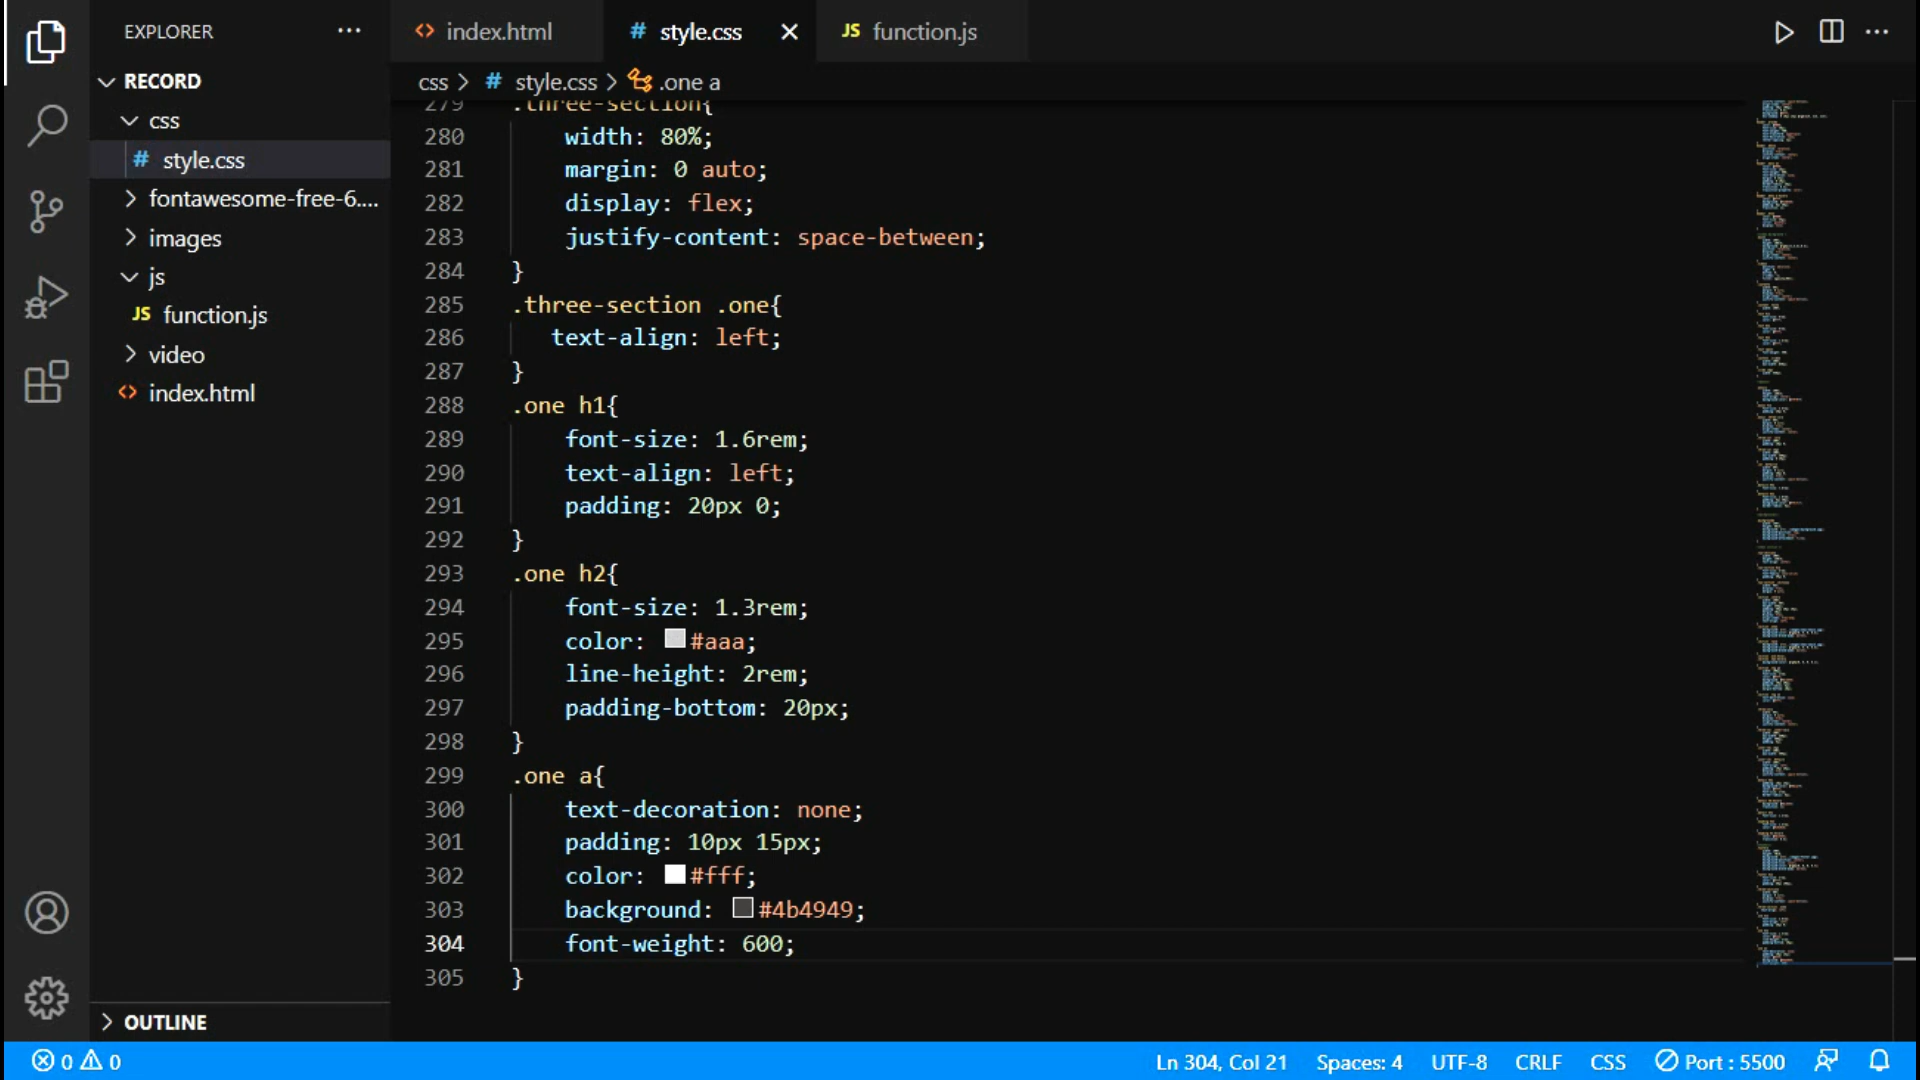 EXPLORER
RECORD
css
# style.css
fontawesome-free-6....
images
js
JS function.js
video
<> index.html
OUTLINE
<> index.html
# style.css
JS function.js
css > # style.css > .one a
279 .three-section{
280 width: 80%;
281 margin: 0 auto;
282 display: flex;
283 justify-content: space-between;
284 }
285 .three-section .one{
286 text-align: left;
287 }
288 .one h1{
289 font-size: 1.6rem;
290 text-align: left;
291 padding: 20px 0;
292 }
293 .one h2{
294 font-size: 1.3rem;
295 color: #aaa;
296 line-height: 2rem;
297 padding-bottom: 20px;
298 }
299 .one a{
300 text-decoration: none;
301 padding: 10px 15px;
302 color: #fff;
303 background: #4b4949;
304 font-weight: 600;
305 }
0 0
Ln 304, Col 21 Spaces: 4 UTF-8 CRLF CSS Port : 5500